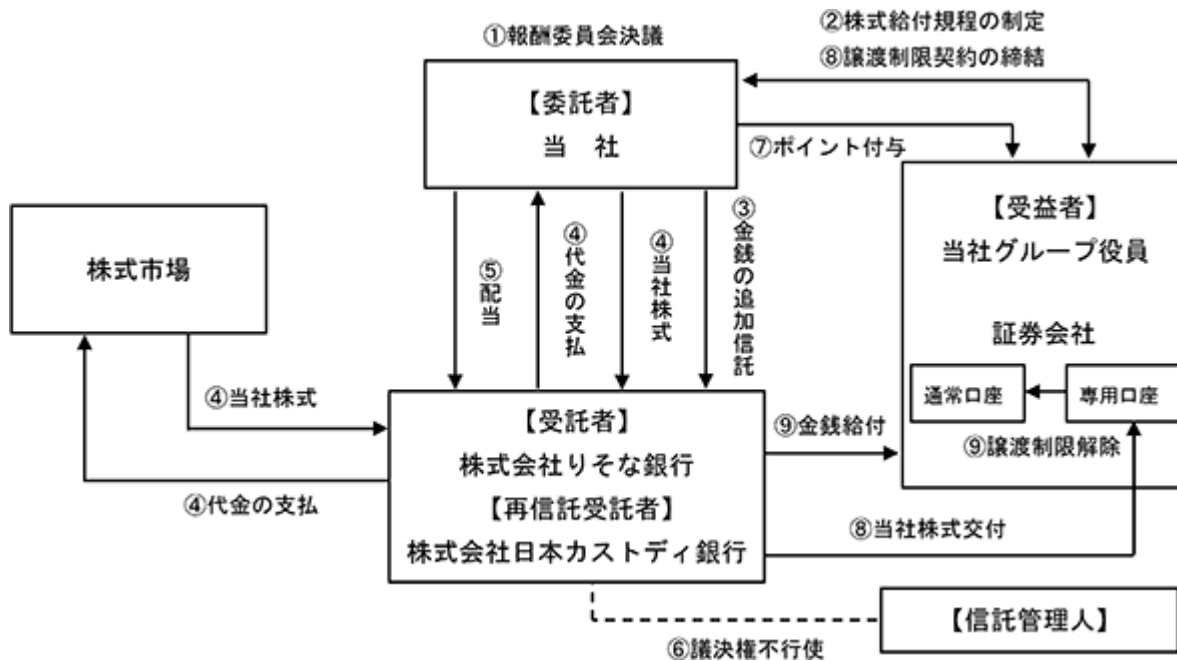 ①報酬委員会決議
②株式給付規程の制定
⑧譲渡制限契約の締結
【委託者】
当 社
⑦ポイント付与
【受益者】
当社グループ役員
株式市場
⑤配当
④代金の支払
④当社株式
③金銭の追加信託
証券会社
通常口座
専用口座
④当社株式
⑨金銭給付
⑨譲渡制限解除
【受託者】
株式会社りそな銀行
【再信託受託者】
株式会社日本カストディ銀行
④代金の支払
⑧当社株式交付
【信託管理人】
⑥議決権不行使